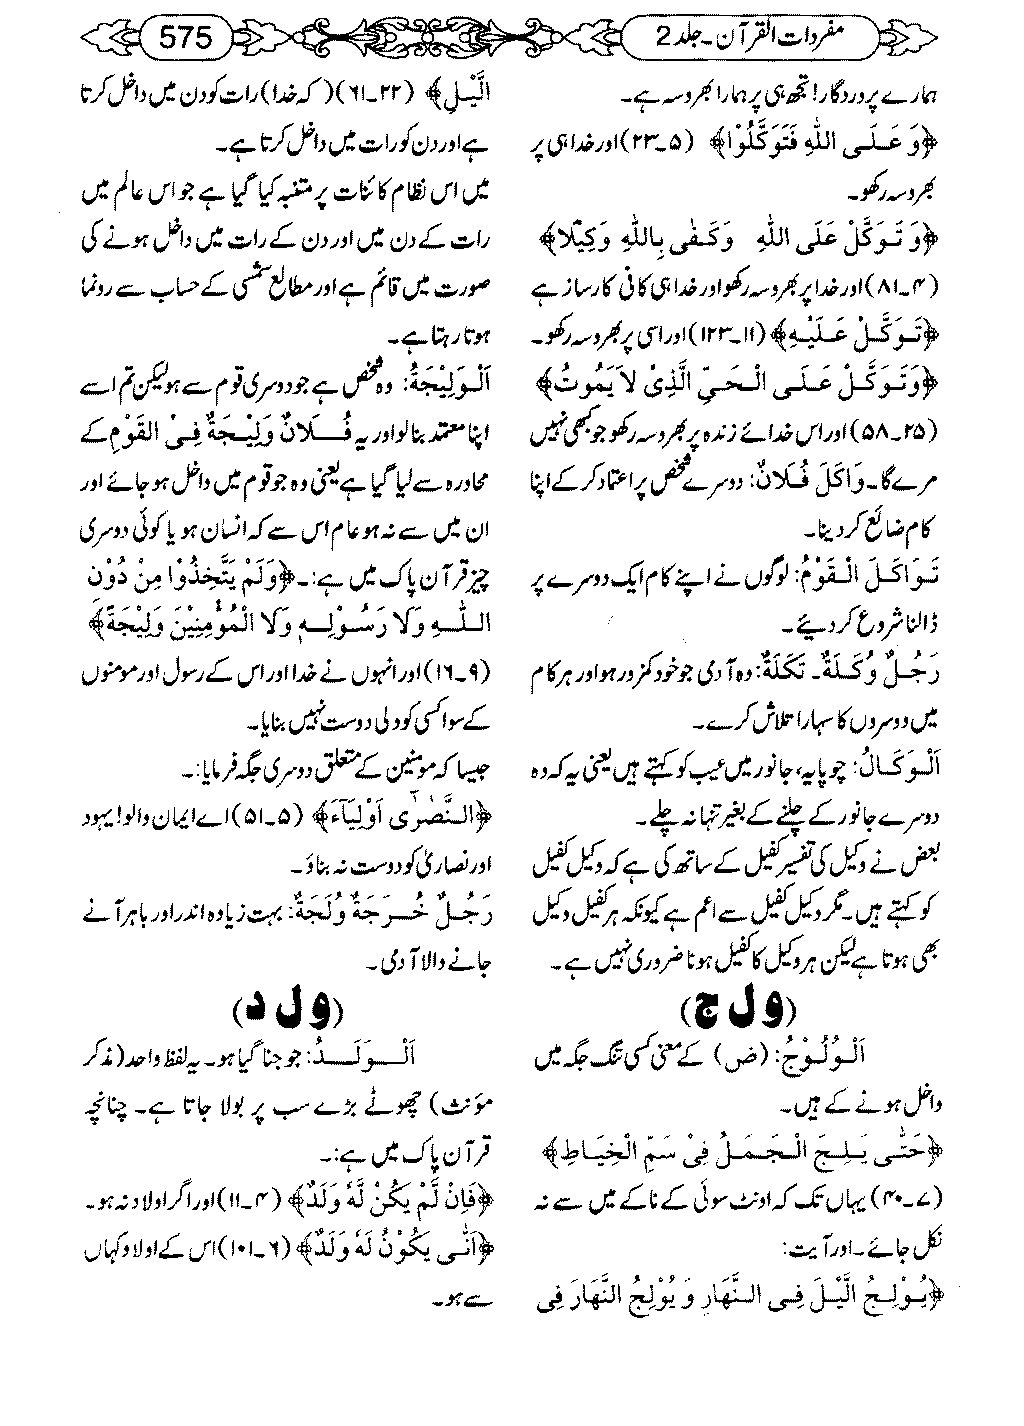 مفردات القرآن۔جلد 2
575
ہمارے پروردگار! تجھ ہی پر ہمارا بھروسہ ہے۔
﴿وَ عَلَى اللّٰهِ فَتَوَكَّلُوْا﴾ (۵۔۲۳) اور خدا ہی پر
بھروسہ رکھو۔
﴿وَ تَوَكَّلْ عَلَى اللّٰهِ وَكَفٰى بِاللّٰهِ وَكِيْلًا﴾
(۴۔۸۱) اور خدا پر بھروسہ رکھو اور خدا ہی کافی کارساز ہے
﴿تَوَكَّلْ عَلَيْهِ﴾ (۱۱۔۱۲۳) اور اسی پر بھروسہ رکھو۔
﴿وَتَوَكَّلْ عَلَى الْحَيِّ الَّذِىْ لَا يَمُوتُ﴾
(۲۵۔۵۸) اور اس خدائے زندہ پر بھروسہ رکھو جو کبھی نہیں
مرے گا۔ وَاكَلَ فُلَانٌ: دوسرے شخص پر اعتماد کرکے اپنا
کام ضائع کردینا۔
تَوَاكَلَ الْقَوْمُ: لوگوں نے اپنے کام ایک دوسرے پر
ڈالنا شروع کردیئے۔
رَجُلٌ وُكَلَةٌ۔ تُكَلَةٌ: وہ آدمی جو خود کمزور ہو اور ہر کام
میں دوسروں کا سہارا تلاش کرے۔
اَلْوَكَالُ: چوپایہ، جانور میں عیب کو کہتے ہیں یعنی یہ کہ وہ
دوسرے جانور کے چلنے کے بغیر تنہا نہ چلے۔
بعض نے وکیل کی تفسیر کفیل کے ساتھ کی ہے کہ وکیل کفیل
کو کہتے ہیں۔ مگر وکیل کفیل سے اعم ہے کیونکہ ہر کفیل وکیل
بھی ہوتا ہے لیکن ہر وکیل کا کفیل ہونا ضروری نہیں ہے۔
(و ل ج)
اَلْوُلُوْجُ: (ض) کے معنی کسی تنگ جگہ میں
داخل ہونے کے ہیں۔
﴿حَتّٰى يَلِجَ الْجَمَلُ فِىْ سَمِّ الْخِيَاطِ﴾
(۷۔۴۰) یہاں تک کہ اونٹ سوئی کے ناکے میں سے نہ
نکل جائے۔ اور آیت:
﴿يُوْلِجُ الَّيْلَ فِى النَّهَارِ وَ يُوْلِجُ النَّهَارَ فِى
الَّيْلِ﴾ (۲۲۔۶۱) (کہ خدا) رات کو دن میں داخل کرتا
ہے اور دن کو رات میں داخل کرتا ہے۔
میں اس نظام کائنات پر متنبہ کیا گیا ہے جو اس عالم میں
رات کے دن میں اور دن کے رات میں داخل ہونے کی
صورت میں قائم ہے اور مطالع شمسی کے حساب سے رونما
ہوتا رہتا ہے۔
اَلْوَلِيْجَةُ: وہ شخص ہے جو دوسری قوم سے ہو لیکن تم اسے
اپنا معتمد بنالو اور یہ فُلَانٌ وَلِيْجَةٌ فِى الْقَوْمِ کے
محاورہ سے لیا گیا ہے یعنی وہ جو قوم میں داخل ہوجائے اور
ان میں سے نہ ہو عام اس سے کہ انسان ہو یا کوئی دوسری
چیز قرآن پاک میں ہے:۔ ﴿وَلَمْ يَتَّخِذُوْا مِنْ دُوْنِ
اللّٰهِ وَلَا رَسُوْلِهٖ وَلَا الْمُؤْمِنِيْنَ وَلِيْجَةً﴾
(۹۔۱۶) اور انہوں نے خدا اور اس کے رسول اور مومنوں
کے سوا کسی کو دلی دوست نہیں بنایا۔
جیسا کہ مومنین کے متعلق دوسری جگہ فرمایا:۔
﴿النَّصٰرٰٓى اَوْلِيَآءَ﴾ (۵۔۵۱) اے ایمان والو! یہود
اور نصاریٰ کو دوست نہ بناؤ۔
رَجُلٌ خُرَجَةٌ وُلَجَةٌ: بہت زیادہ اندر اور باہر آنے
جانے والا آدمی۔
(و ل د)
اَلْوَلَدُ: جو جنا گیا ہو۔ یہ لفظ واحد (مذکر
مونث) چھوٹے بڑے سب پر بولا جاتا ہے۔ چنانچہ
قرآن پاک میں ہے:۔
﴿فَاِنْ لَّمْ يَكُنْ لَّهٗ وَلَدٌ﴾ (۴۔۱۱) اور اگر اولاد نہ ہو۔
﴿اَنّٰى يَكُوْنُ لَهٗ وَلَدٌ﴾ (۶۔۱۰۱) اس کے اولاد کہاں
سے ہو۔